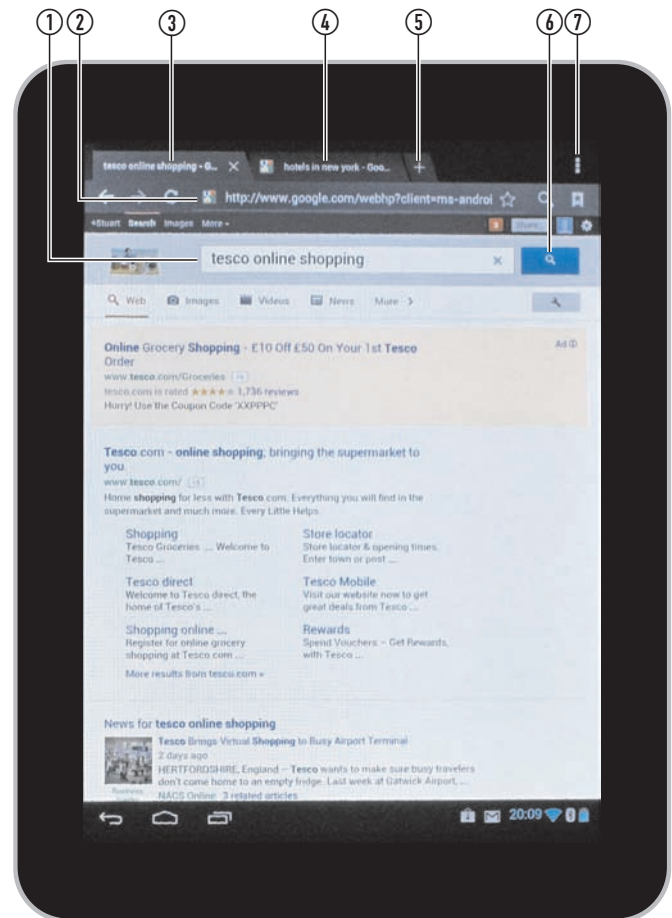 1 2 3 4 5 6 7
tesco online shopping - G... hotels in new york - Goo...
http://www.google.com/webhp?client=ms-androi
+Stuart Search Images More
Share
tesco online shopping
Web Images Videos News More
Online Grocery Shopping - £10 Off £50 On Your 1st Tesco
Order
Ad
www.tesco.com/Groceries
tesco.com is rated ★★★★★ 1,736 reviews
Hurry! Use the Coupon Code 'XXPPPC'
Tesco.com - online shopping; bringing the supermarket to
you
www.tesco.com/
Home shopping for less with Tesco.com. Everything you will find in the
supermarket and much more. Every Little Helps.
Shopping
Tesco Groceries ... Welcome to
Tesco ...
Store locator
Store locator & opening times.
Enter town or post ...
Tesco direct
Welcome to Tesco direct, the
home of Tesco's ...
Tesco Mobile
Visit our website now to get
great deals from Tesco ...
Shopping online ...
Register for online grocery
shopping at Tesco.com ...
Rewards
Spend Vouchers – Get Rewards,
with Tesco ...
More results from tesco.com »
News for tesco online shopping
Tesco Brings Virtual Shopping to Busy Airport Terminal
2 days ago
HERTFORDSHIRE, England – Tesco wants to make sure busy travelers
don't come home to an empty fridge. Last week at Gatwick Airport, ...
NACS Online 3 related articles
Business
20:09